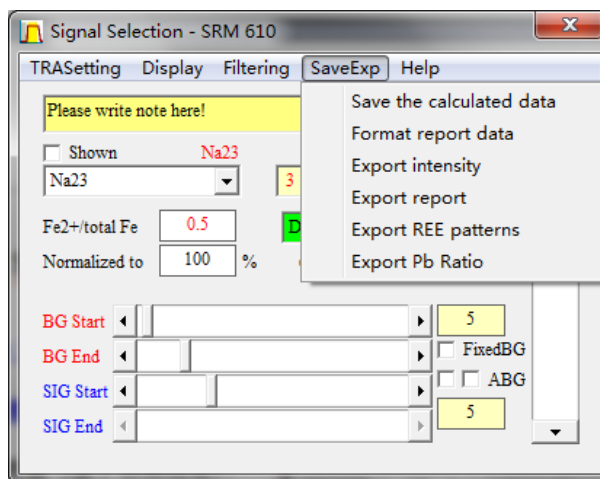 Signal Selection - SRM 610
TRASetting Display Filtering SaveExp Help
Please write note here!
Save the calculated data
Format report data
Export intensity
Export report
Export REE patterns
Export Pb Ratio
Shown Na23
Na23 3
Fe2+/total Fe 0.5 D
Normalized to 100 %
BG Start 5
BG End FixedBG
SIG Start ABG
SIG End 5